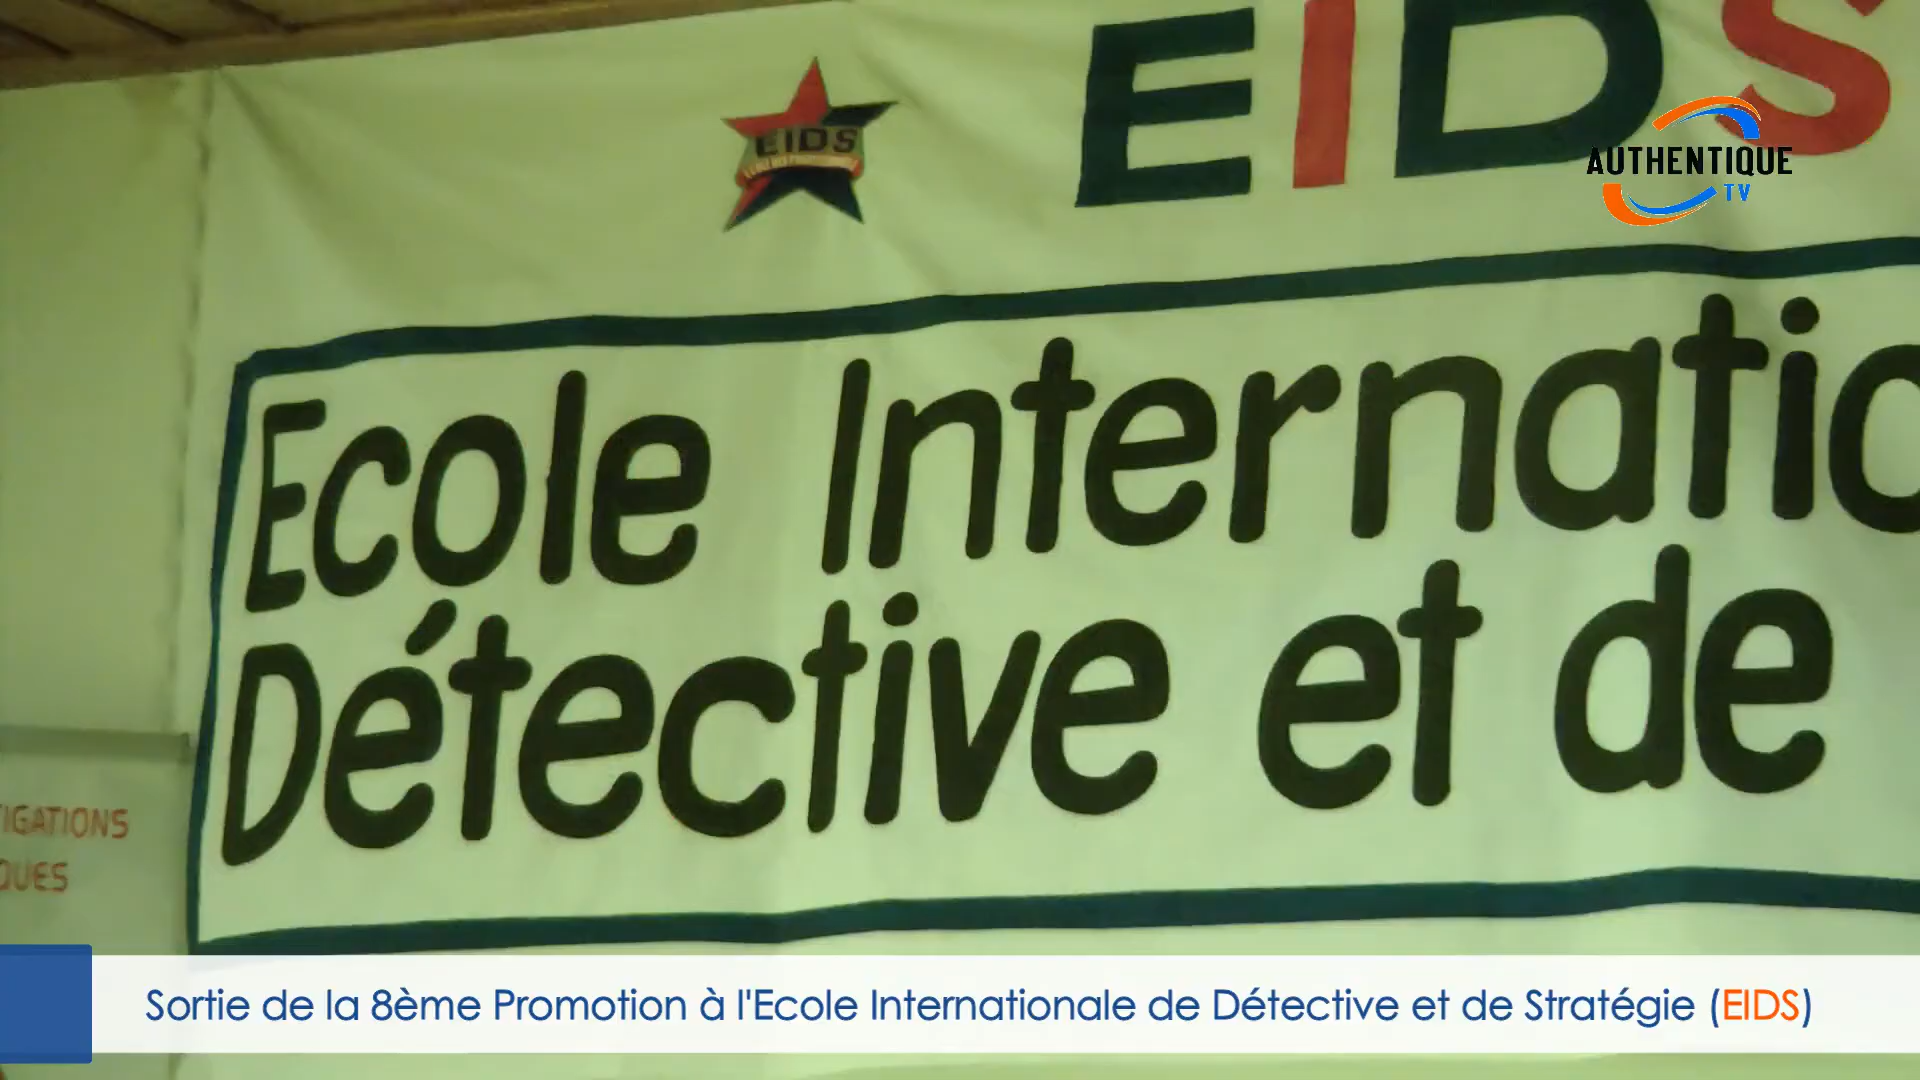 EIDS
EIDS
AUTHENTIQUE
TV
Ecole Internatio
Détective et de
TIGATIONS
QUES
Sortie de la 8ème Promotion à l'Ecole Internationale de Détective et de Stratégie (EIDS)